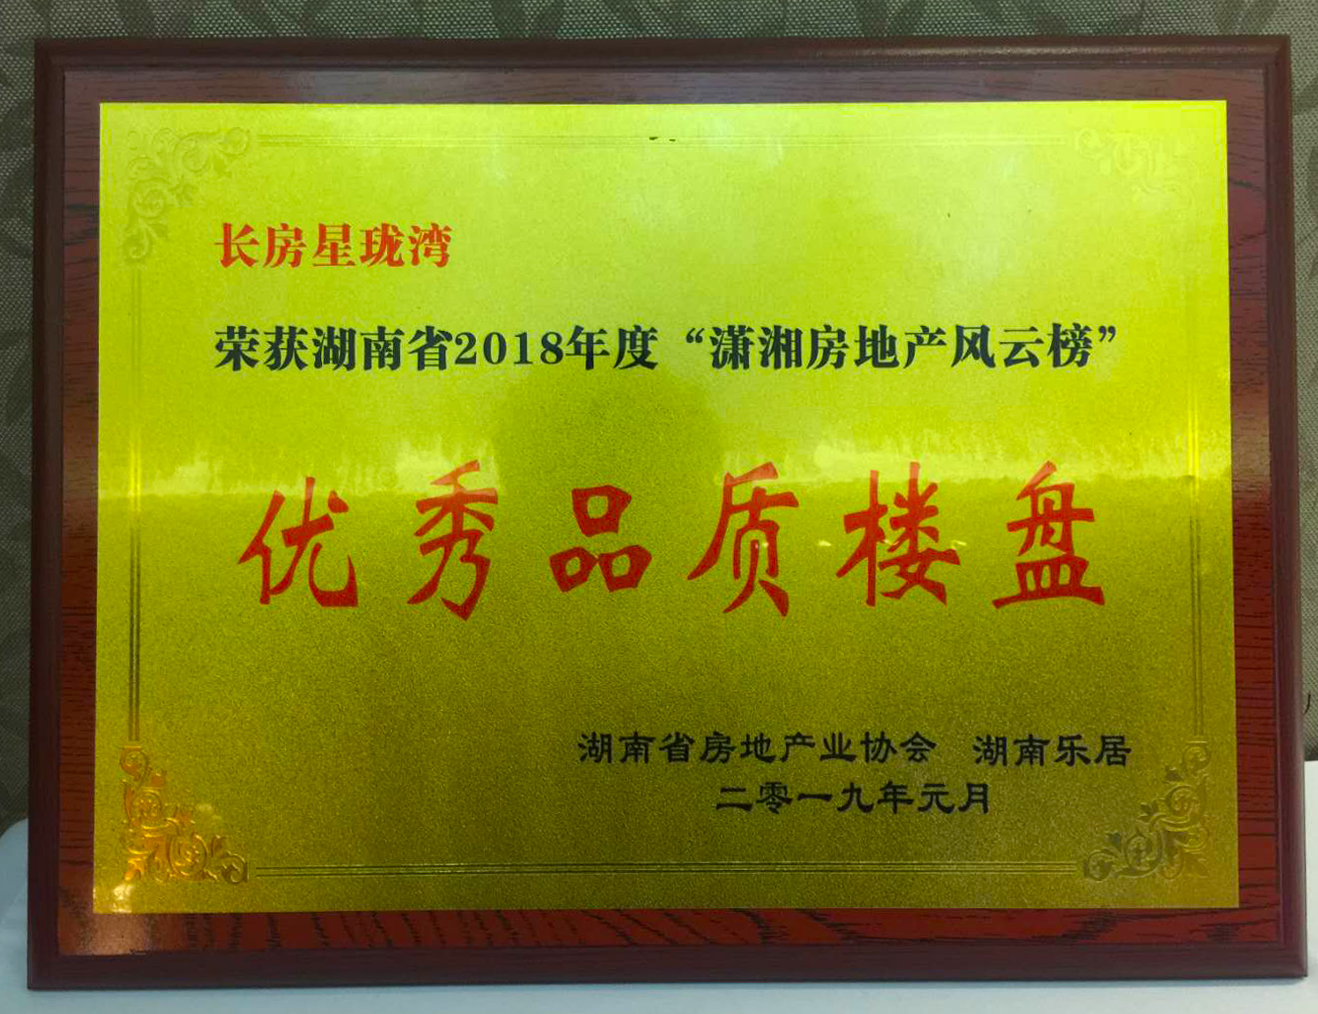 长房星珑湾
荣获湖南省2018年度“潇湘房地产风云榜”
优秀品质楼盘
湖南省房地产业协会 湖南乐居
二零一九年元月